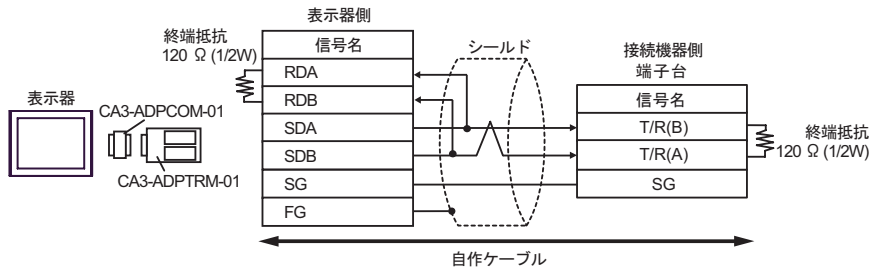 表示器
CA3-ADPCOM-01
CA3-ADPTRM-01
終端抵抗
120 Ω (1/2W)
表示器側
信号名
RDA
RDB
SDA
SDB
SG
FG
シールド
接続機器側
端子台
信号名
T/R(B)
T/R(A)
SG
終端抵抗
120 Ω (1/2W)
自作ケーブル